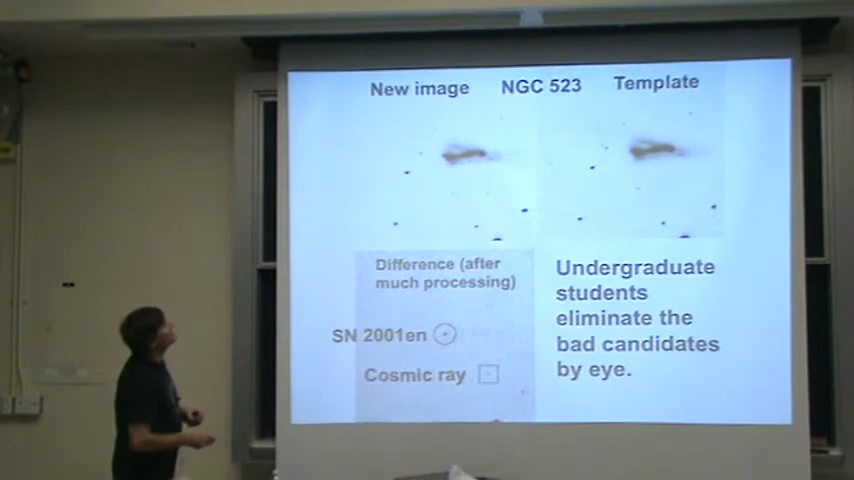 New image NGC 523 Template
Difference (after
much processing)
SN 2001en
Cosmic ray
Undergraduate
students
eliminate the
bad candidates
by eye.